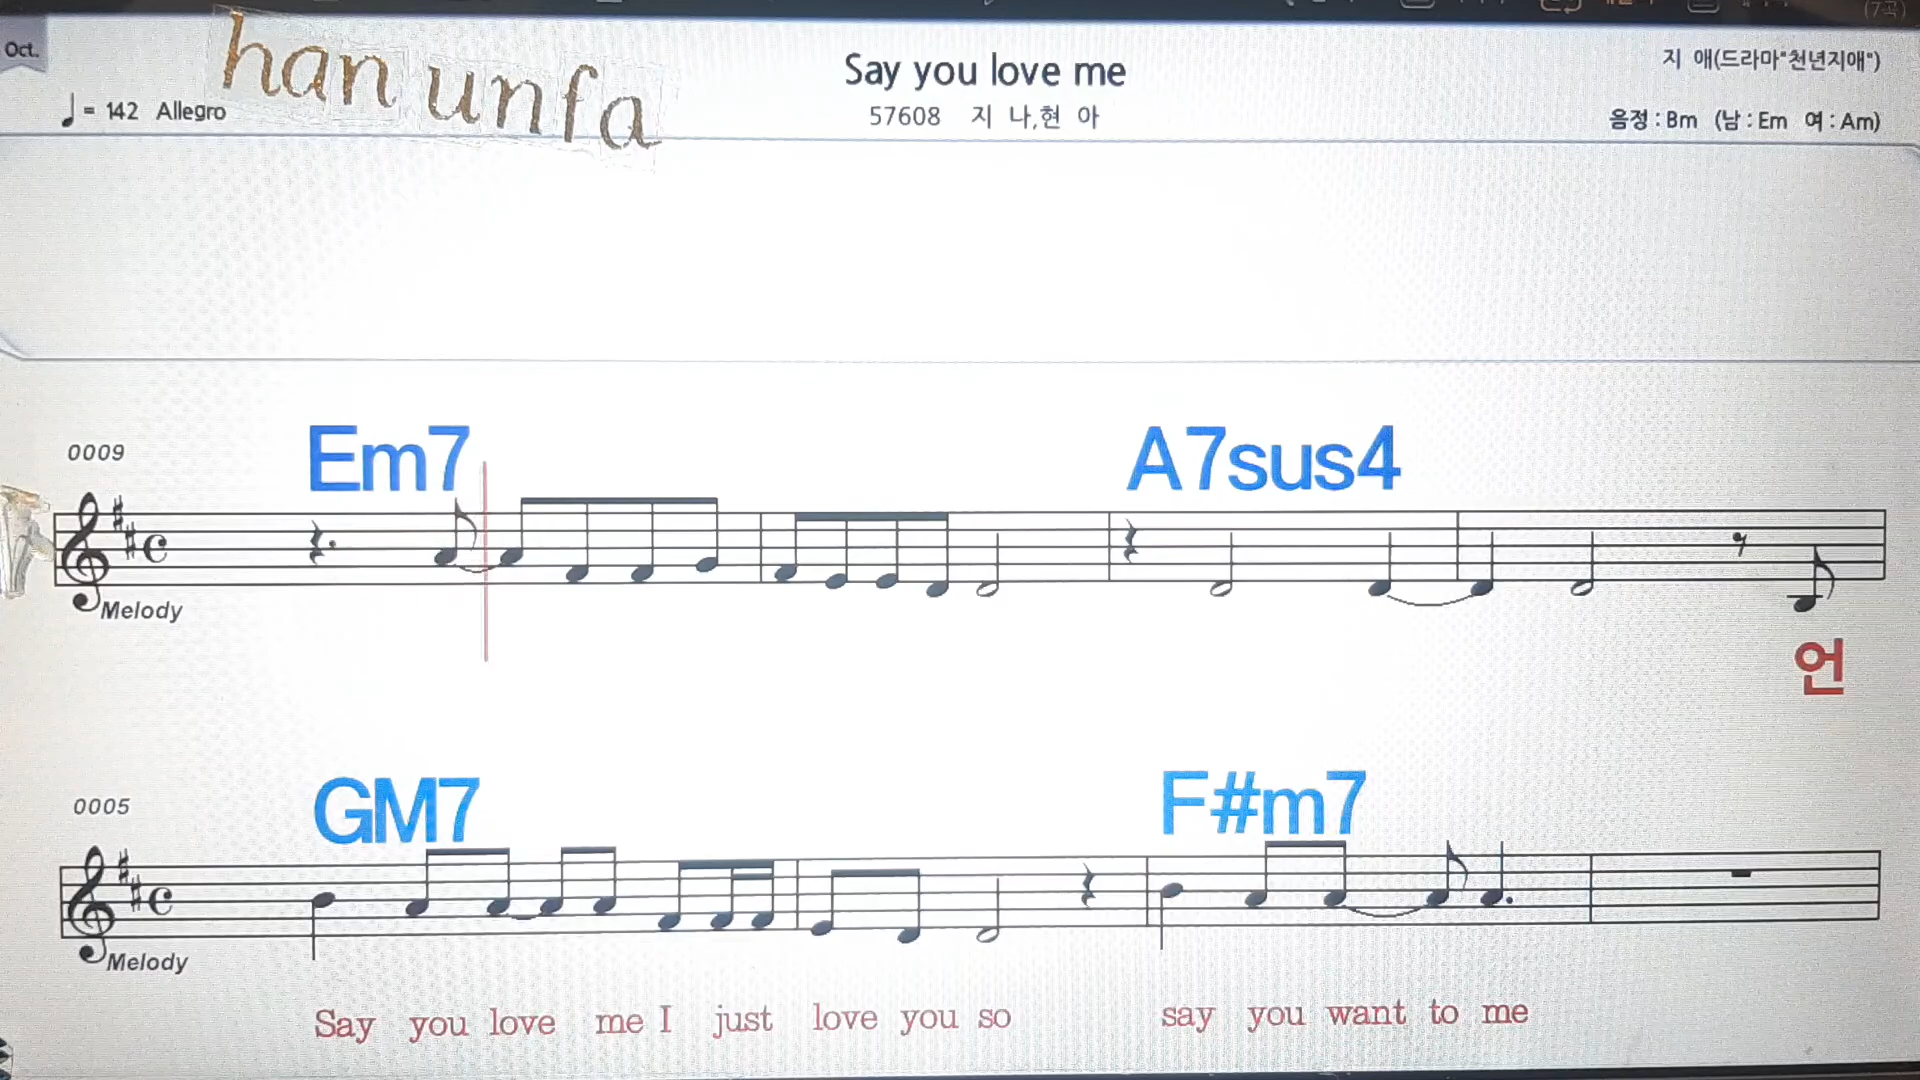 Oct.
han unfa
Say you love me
지 애(드라마"천년지애")
♩= 142 Allegro
57608 지 나,현 아
음정 : Bm (남 : Em 여 : Am)
0009
Em7
A7sus4
Melody
언
0005
GM7
F#m7
Melody
Say you love me I just love you so say you want to me